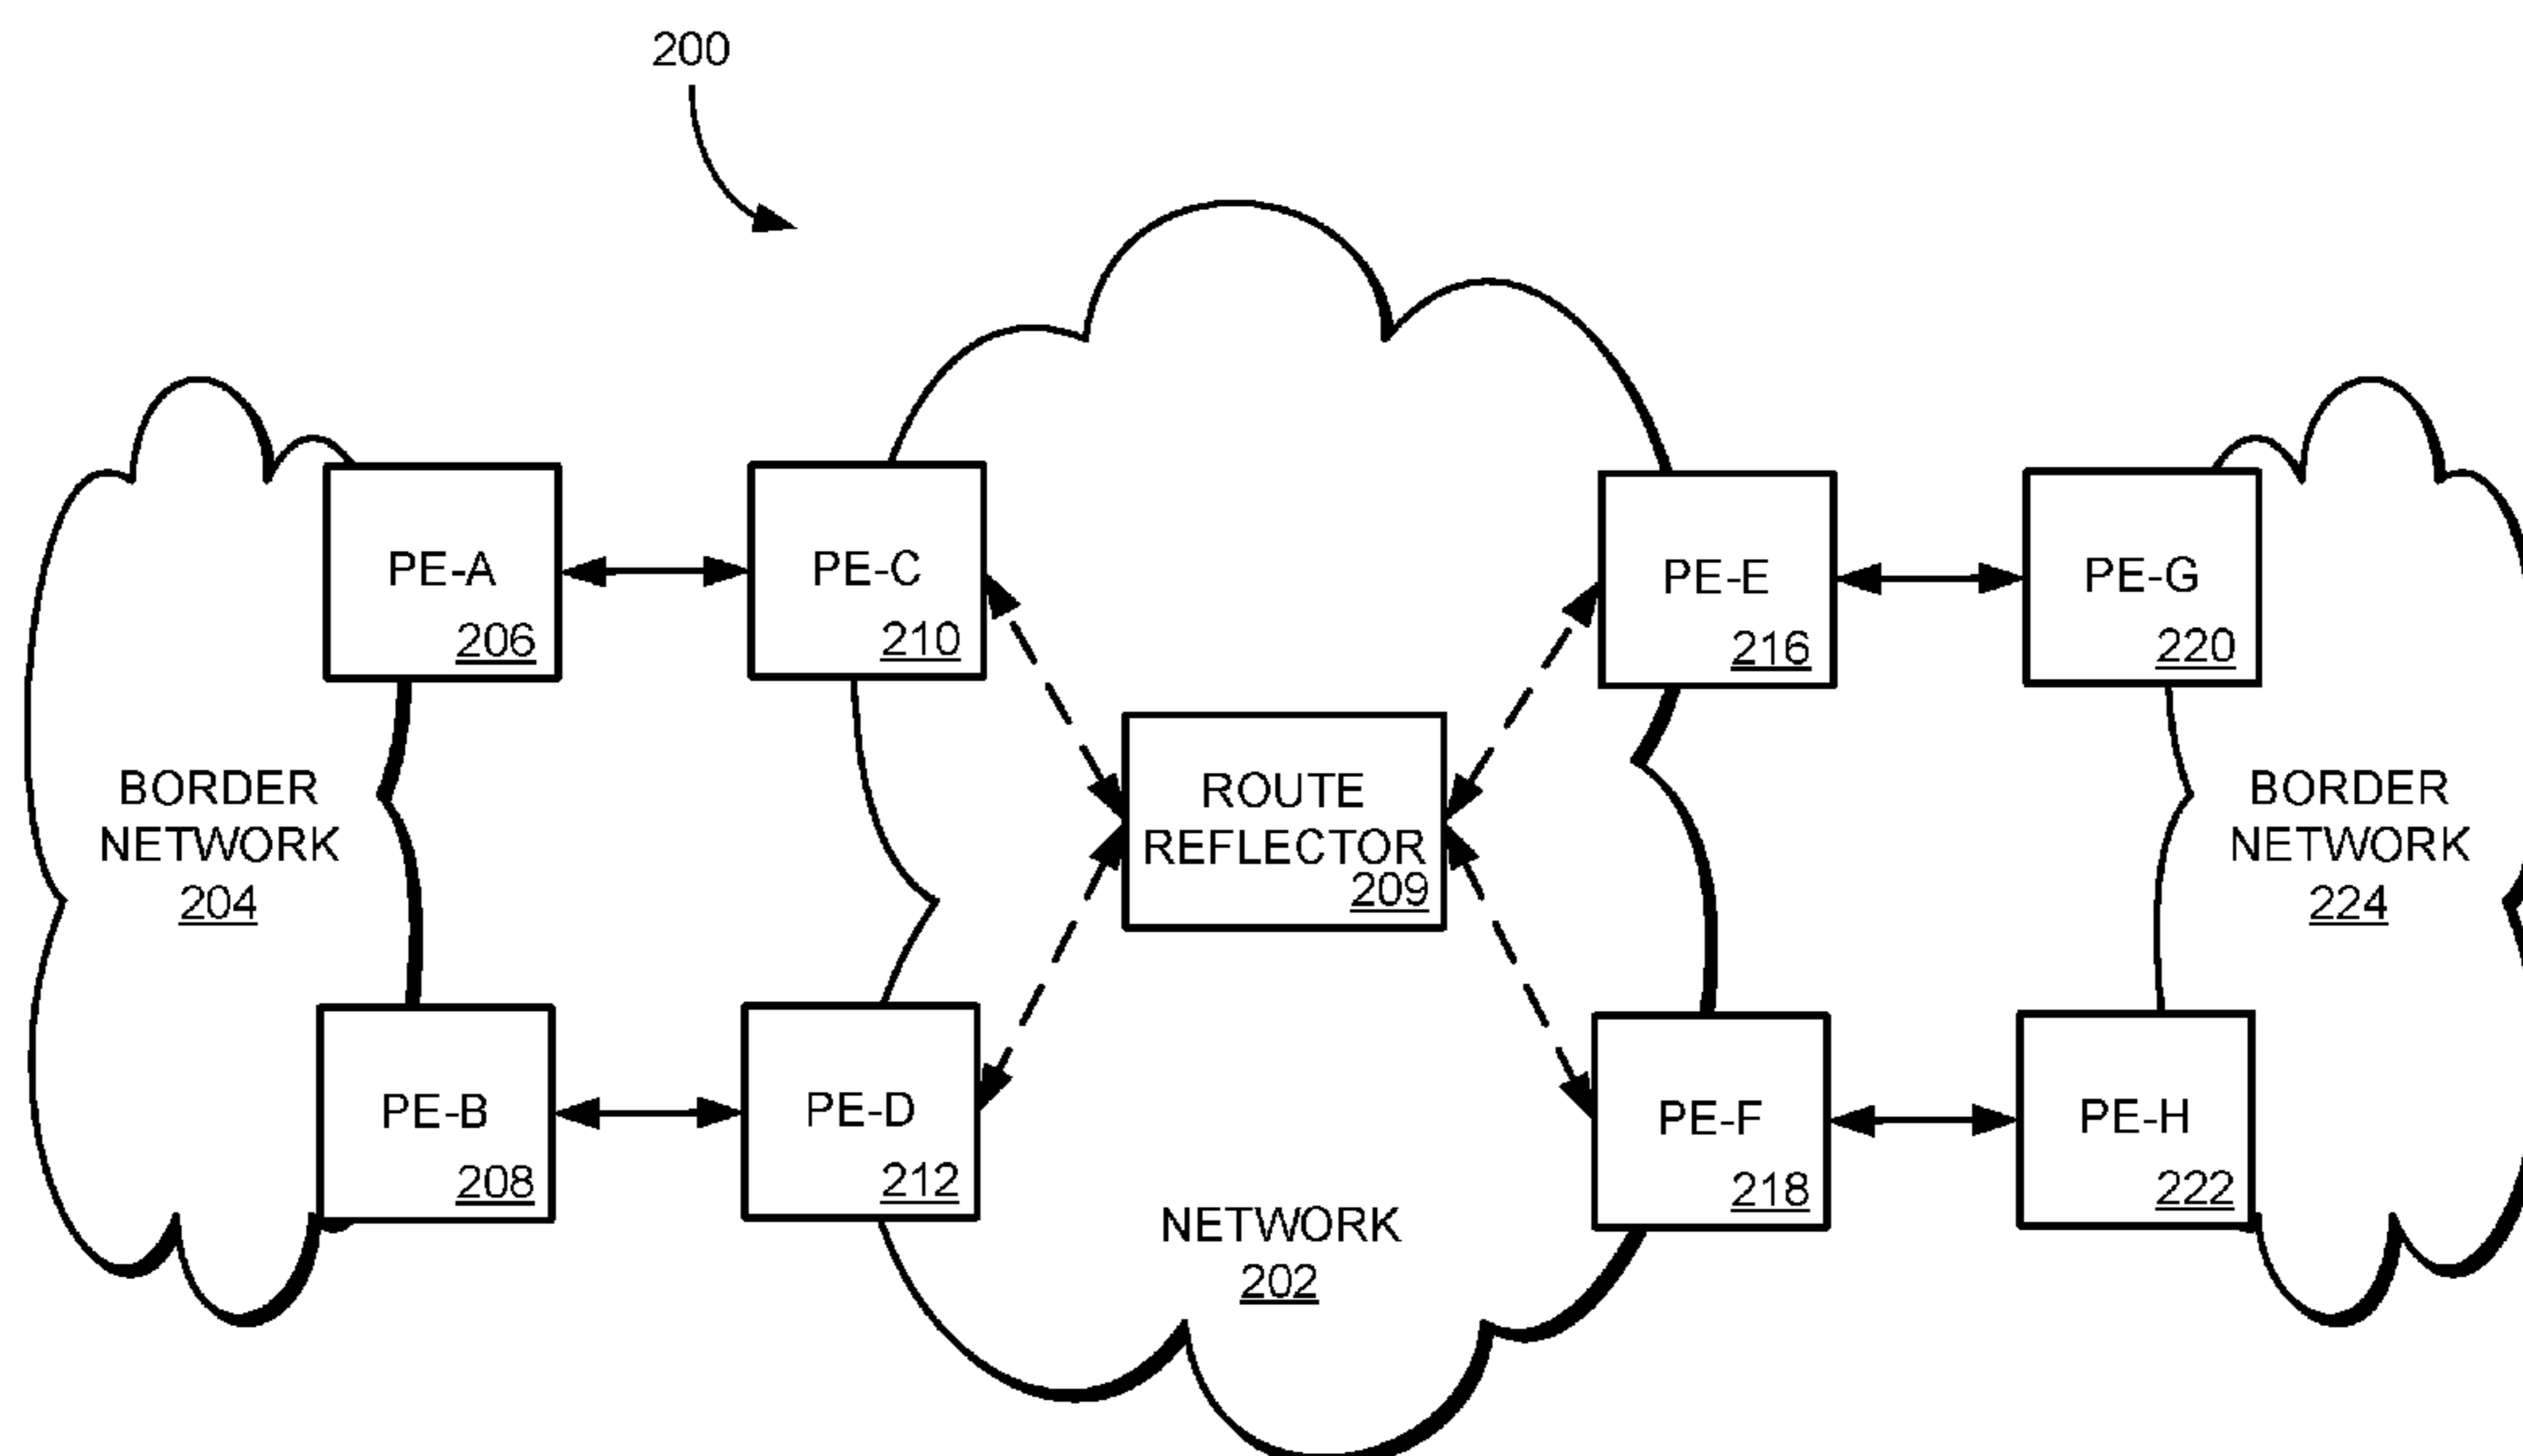 200
PE-A
206
PE-C
210
PE-E
216
PE-G
220
BORDER
NETWORK
204
ROUTE
REFLECTOR
209
BORDER
NETWORK
224
PE-B
208
PE-D
212
PE-F
218
PE-H
222
NETWORK
202